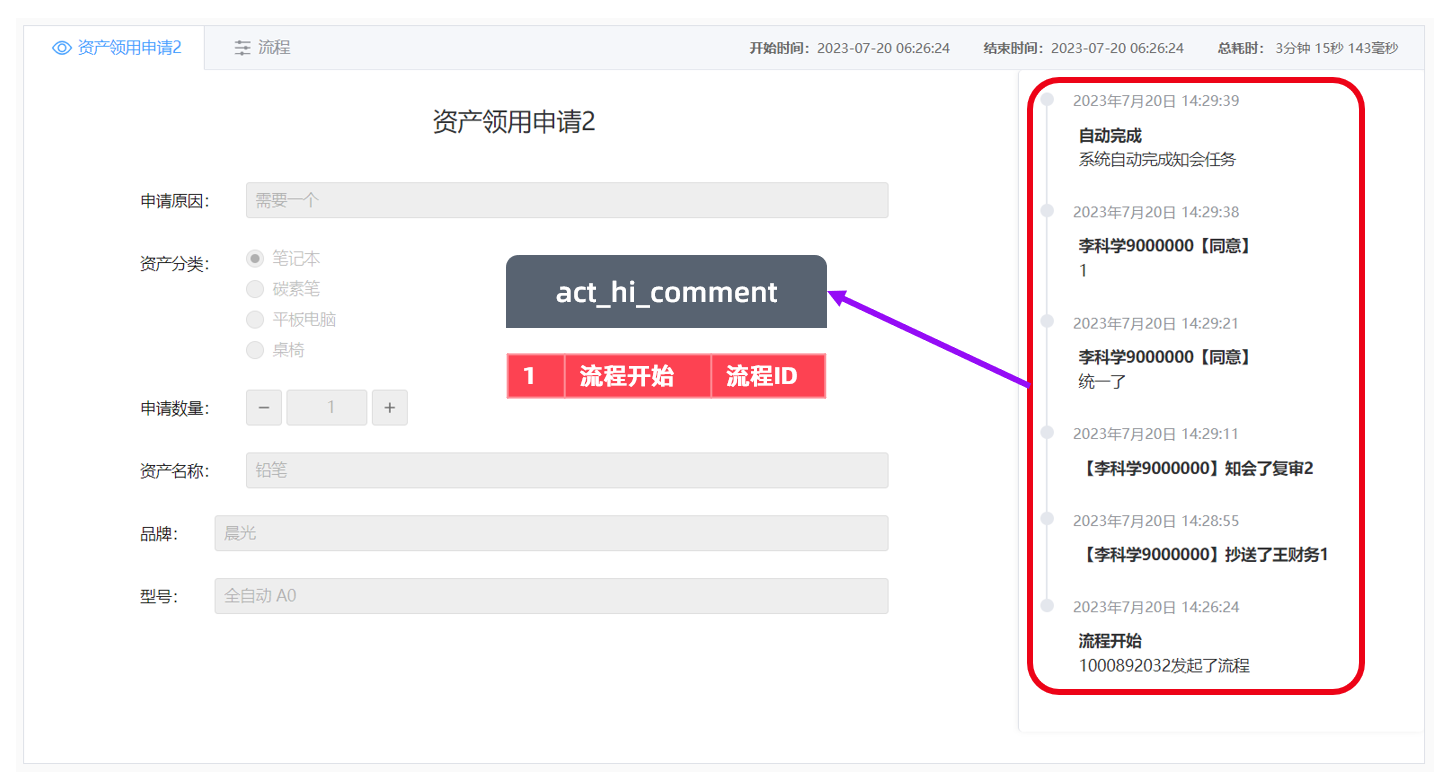 资产领用申请2
流程
开始时间：2023-07-20 06:26:24
结束时间：2023-07-20 06:26:24
总耗时： 3分钟 15秒 143毫秒
资产领用申请2
申请原因：
需要一个
资产分类：
笔记本
碳素笔
平板电脑
桌椅
申请数量：
− 1 +
资产名称：
铅笔
品牌：
晨光
型号：
全自动 A0
act_hi_comment
1 流程开始 流程ID
2023年7月20日 14:29:39
自动完成
系统自动完成知会任务
2023年7月20日 14:29:38
李科学9000000【同意】
1
2023年7月20日 14:29:21
李科学9000000【同意】
统一了
2023年7月20日 14:29:11
【李科学9000000】知会了复审2
2023年7月20日 14:28:55
【李科学9000000】抄送了王财务1
2023年7月20日 14:26:24
流程开始
1000892032发起了流程